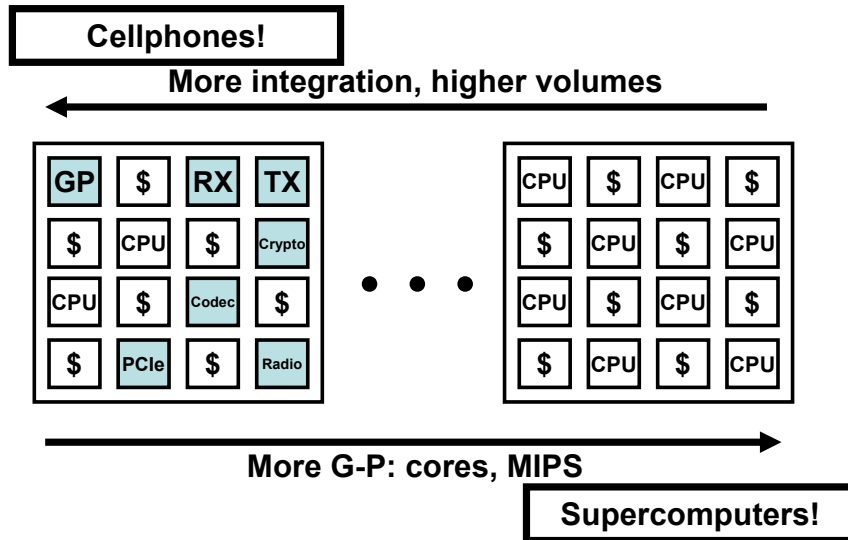 Cellphones!
More integration, higher volumes
GP $ RX TX CPU $ CPU $
$ CPU $ Crypto $ CPU $ CPU
CPU $ Codec $ CPU $ CPU $
$ PCIe $ Radio $ CPU $ CPU
More G-P: cores, MIPS
Supercomputers!